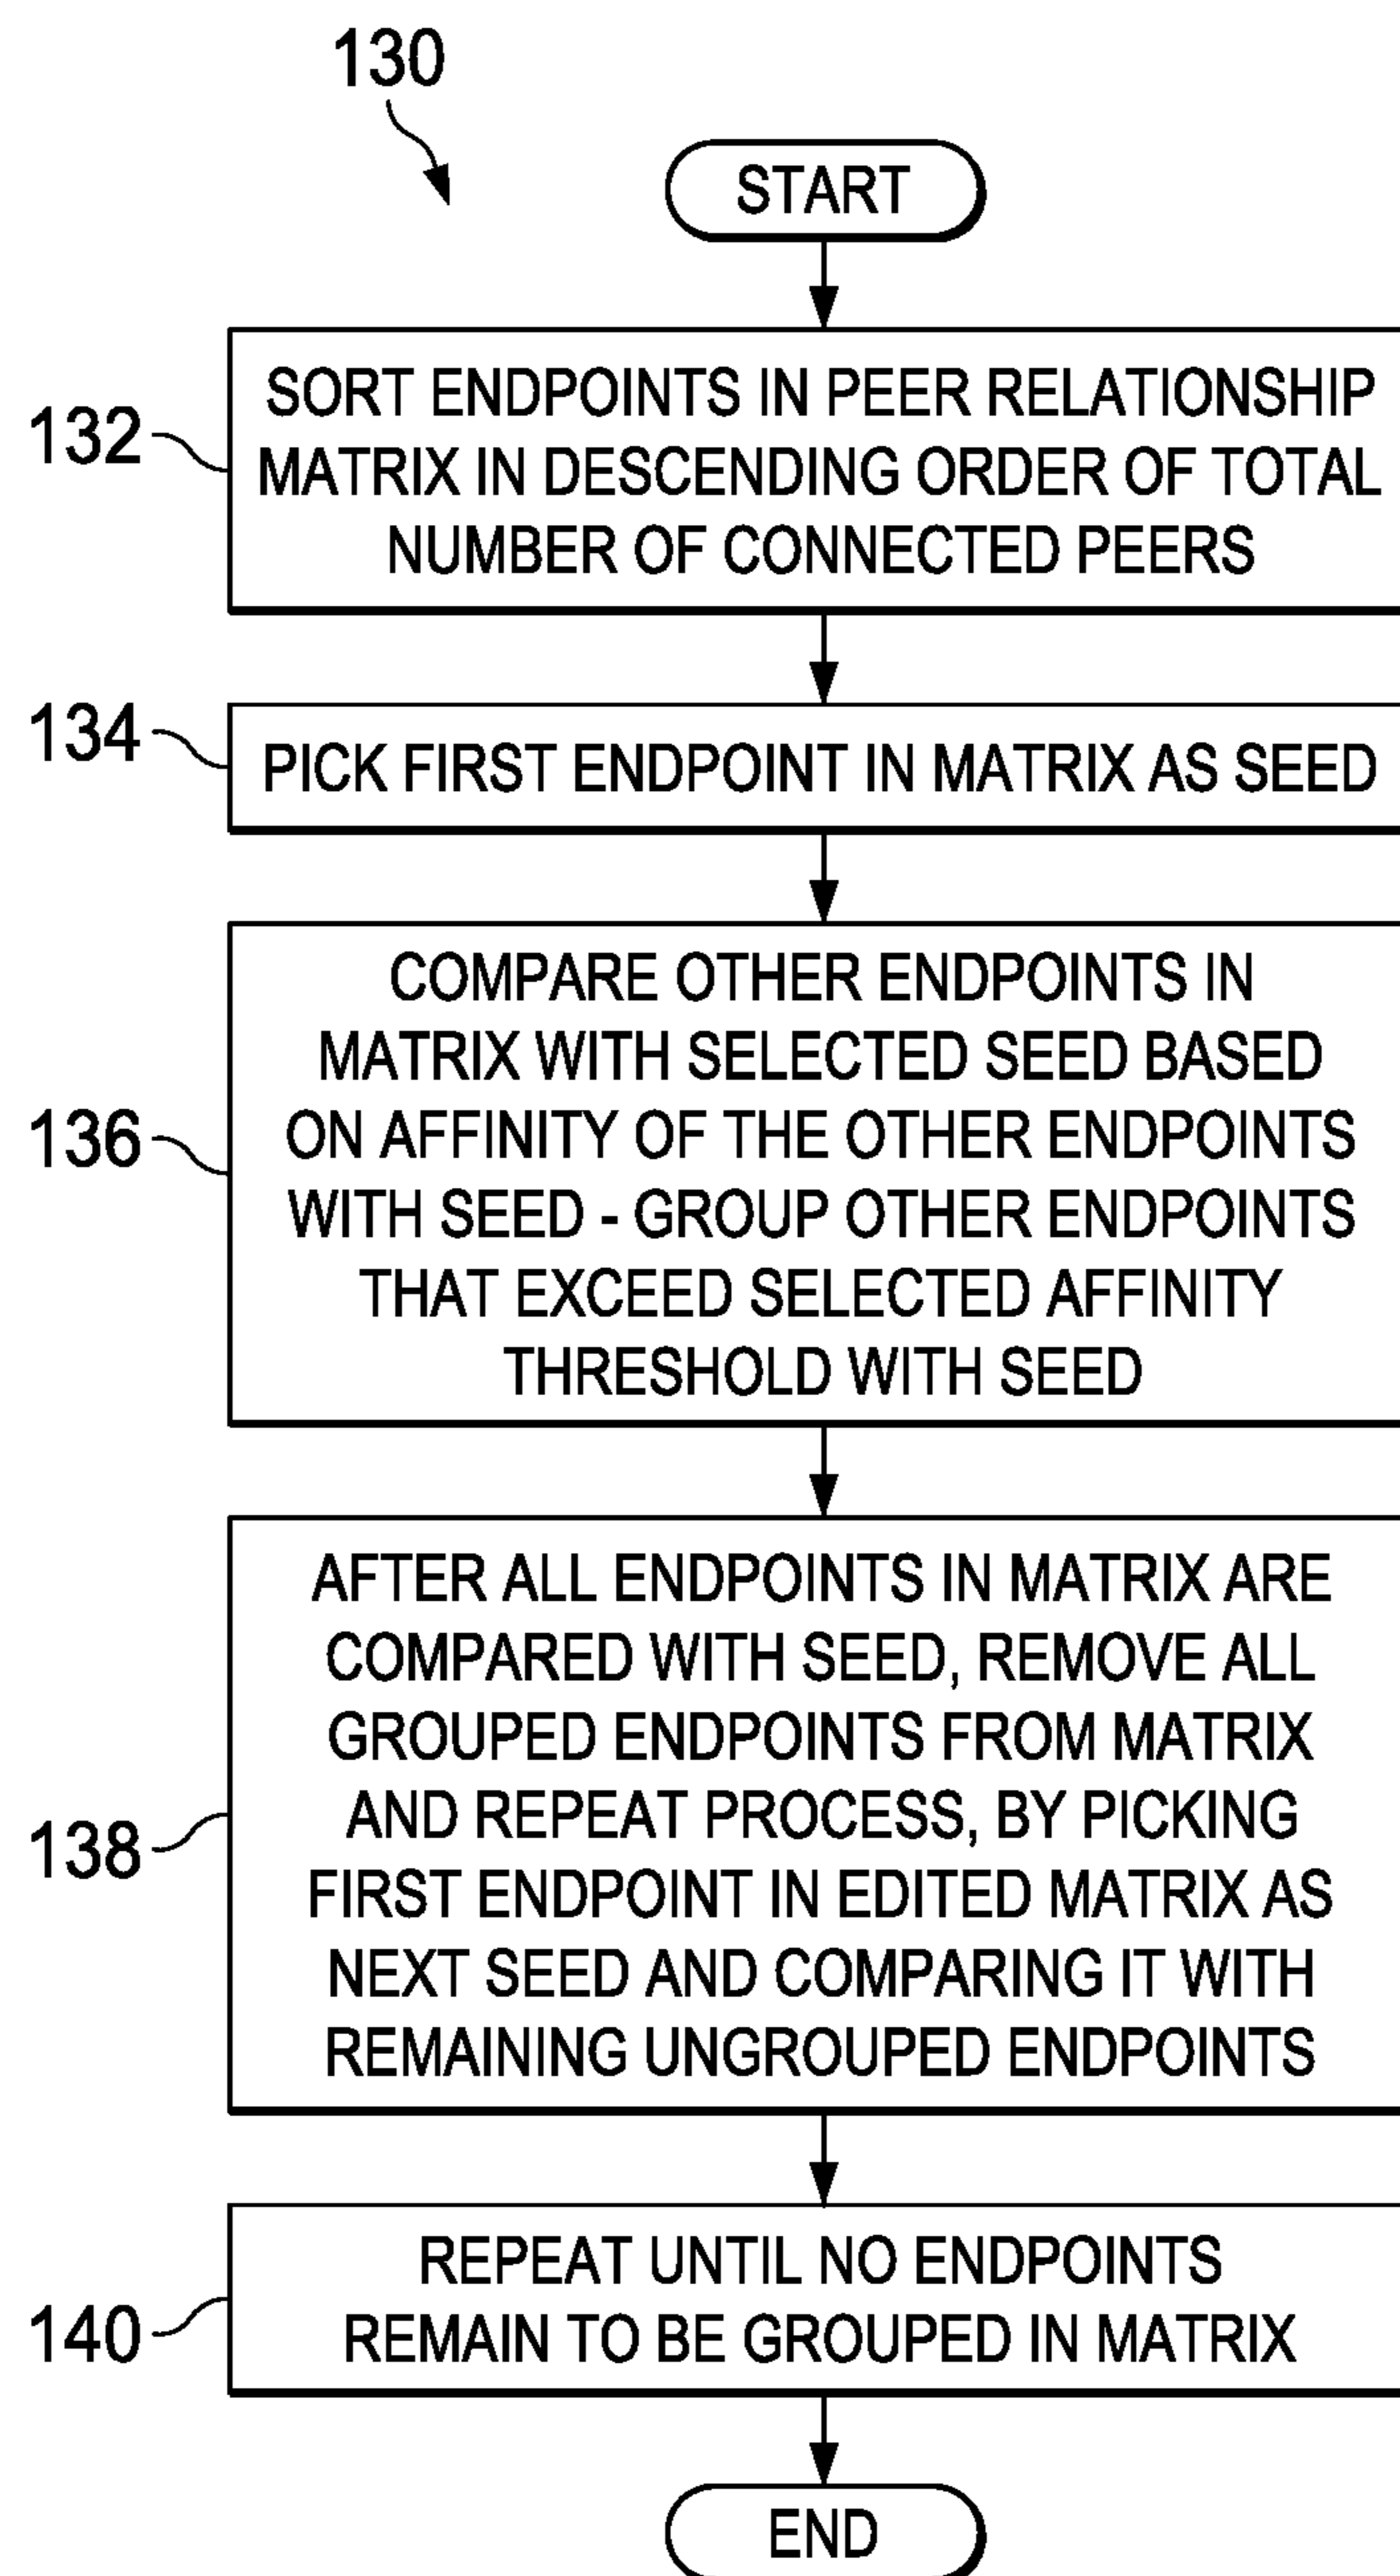 130
START
132
SORT ENDPOINTS IN PEER RELATIONSHIP
MATRIX IN DESCENDING ORDER OF TOTAL
NUMBER OF CONNECTED PEERS
134
PICK FIRST ENDPOINT IN MATRIX AS SEED
136
COMPARE OTHER ENDPOINTS IN
MATRIX WITH SELECTED SEED BASED
ON AFFINITY OF THE OTHER ENDPOINTS
WITH SEED - GROUP OTHER ENDPOINTS
THAT EXCEED SELECTED AFFINITY
THRESHOLD WITH SEED
138
AFTER ALL ENDPOINTS IN MATRIX ARE
COMPARED WITH SEED, REMOVE ALL
GROUPED ENDPOINTS FROM MATRIX
AND REPEAT PROCESS, BY PICKING
FIRST ENDPOINT IN EDITED MATRIX AS
NEXT SEED AND COMPARING IT WITH
REMAINING UNGROUPED ENDPOINTS
140
REPEAT UNTIL NO ENDPOINTS
REMAIN TO BE GROUPED IN MATRIX
END